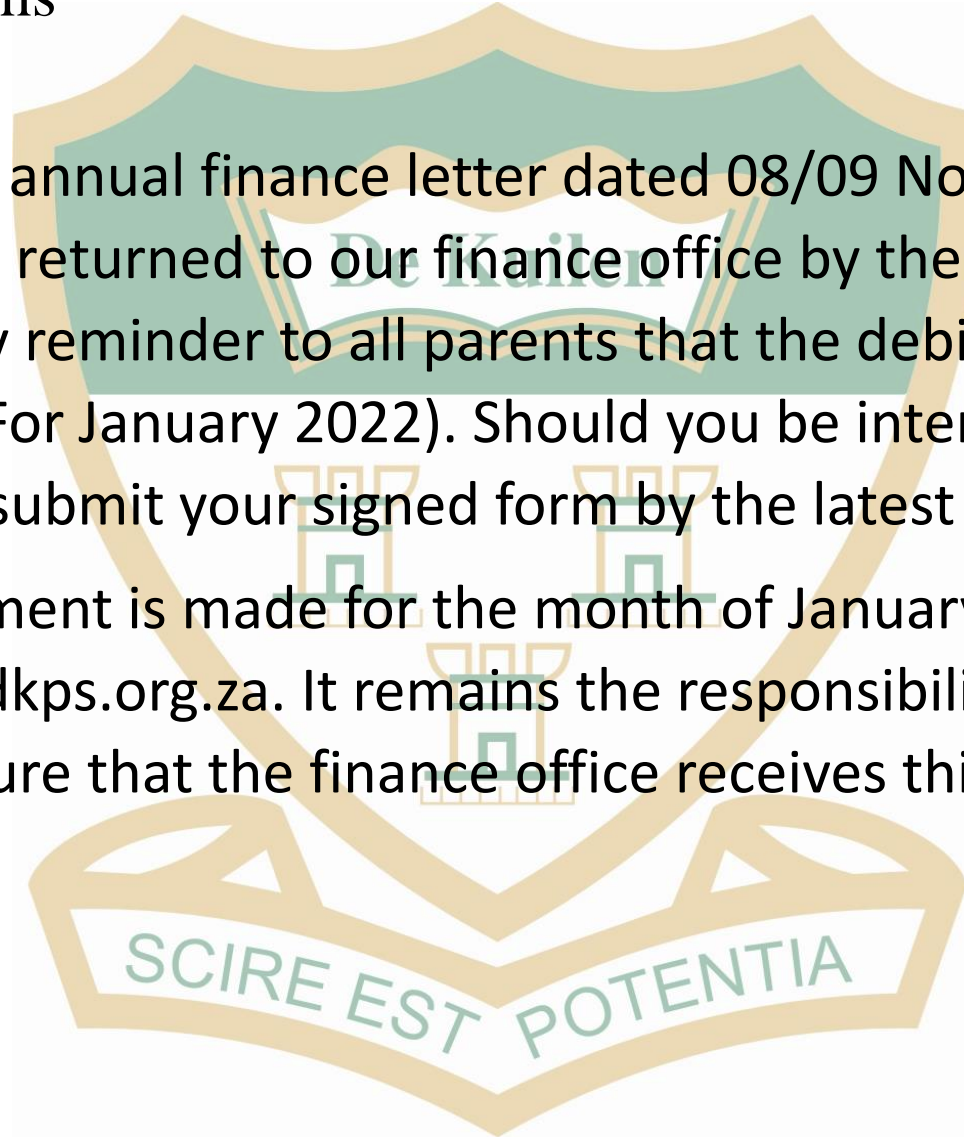 ns
annual finance letter dated 08/09 No
De Kuilen
returned to our finance office by the
y reminder to all parents that the debi
For January 2022). Should you be inter
submit your signed form by the latest
ment is made for the month of January
dkps.org.za. It remains the responsibili
ure that the finance office receives thi
SCIRE EST POTENTIA